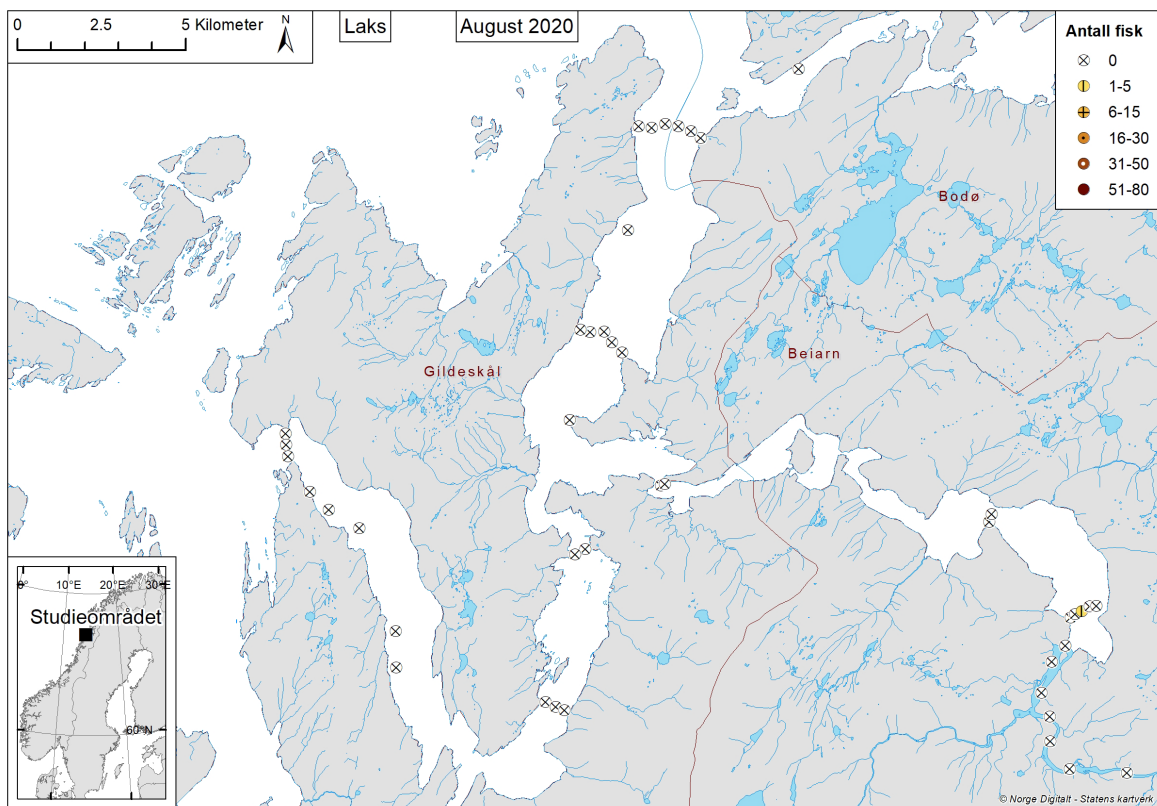 0 2.5 5 Kilometer
N
Laks
August 2020
Antall fisk
0
1-5
6-15
16-30
31-50
51-80
Bodø
Beiarn
Gildeskål
0° 10°E 20°E 30°E
Studieområdet
60°N
© Norge Digitalt - Statens kartverk